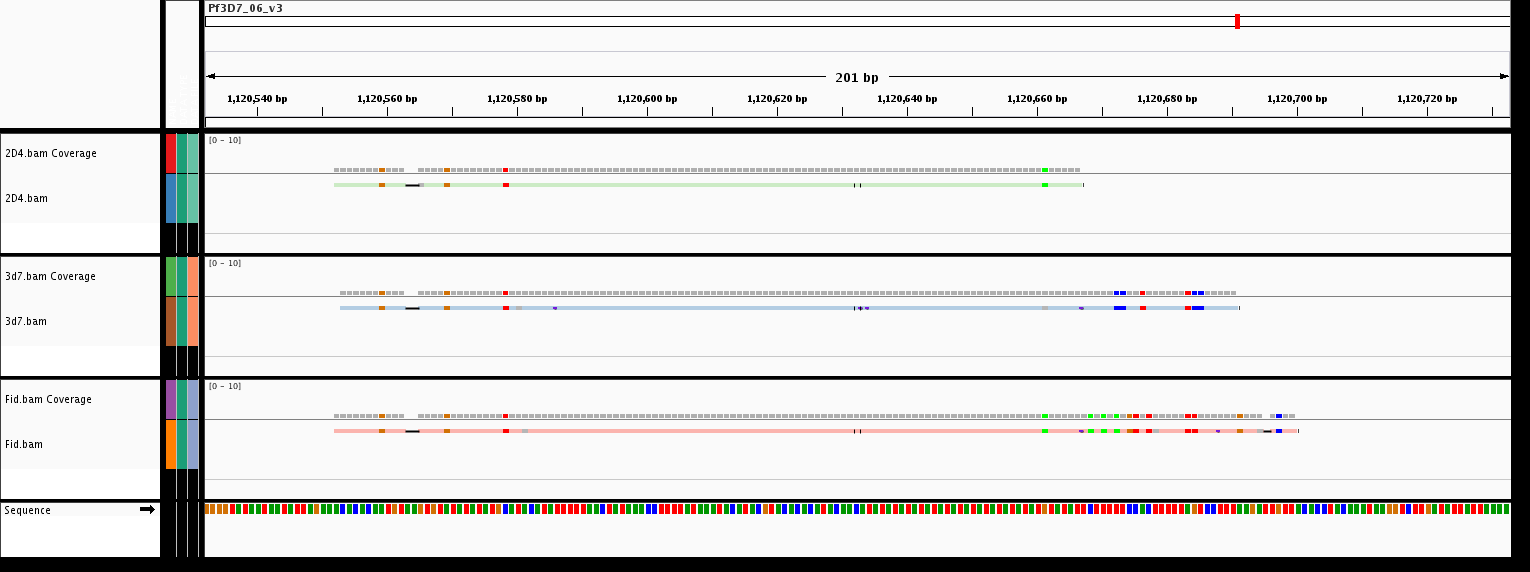 Pf3D7_06_v3
201 bp
1,120,540 bp 1,120,560 bp 1,120,580 bp 1,120,600 bp 1,120,620 bp 1,120,640 bp 1,120,660 bp 1,120,680 bp 1,120,700 bp 1,120,720 bp
[0 - 10]
2D4.bam Coverage
2D4.bam
[0 - 10]
3d7.bam Coverage
3d7.bam
[0 - 10]
Fid.bam Coverage
Fid.bam
Sequence